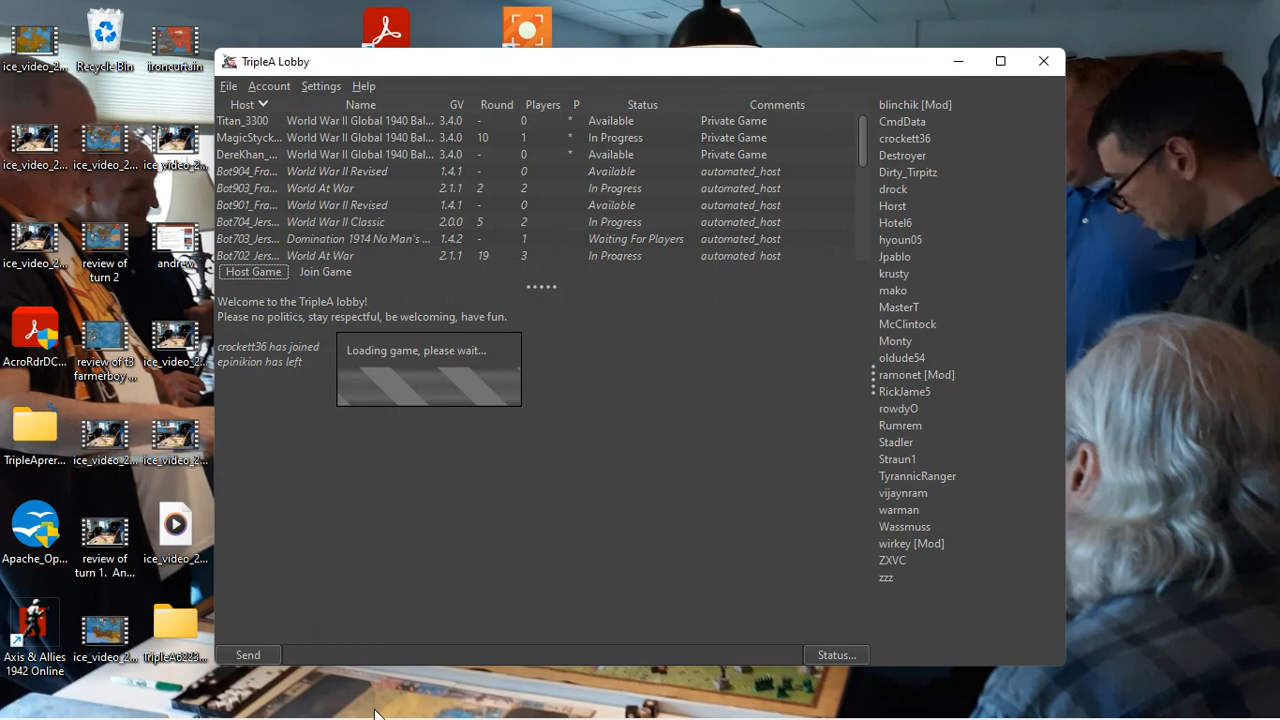 TripleA Lobby
File Account Settings Help
Host Name GV Round Players P Status Comments
Titan_3300 World War II Global 1940 Bal... 3.4.0 - 0 * Available Private Game
MagicStyck... World War II Global 1940 Bal... 3.4.0 10 1 * In Progress Private Game
DereKhan_... World War II Global 1940 Bal... 3.4.0 - 0 * Available Private Game
Bot904_Fra... World War II Revised 1.4.1 - 0 Available automated_host
Bot903_Fra... World At War 2.1.1 2 2 In Progress automated_host
Bot901_Fra... World War II Revised 1.4.1 - 0 Available automated_host
Bot704_Jers... World War II Classic 2.0.0 5 2 In Progress automated_host
Bot703_Jers... Domination 1914 No Man's ... 1.4.2 - 1 Waiting For Players automated_host
Bot702 Jers... World At War 2.1.1 19 3 In Progress automated host
Host Game Join Game
Welcome to the TripleA lobby!
Please no politics, stay respectful, be welcoming, have fun.
crockett36 has joined
epinikion has left
Loading game, please wait...
Send Status...
blinchik [Mod]
CmdData
crockett36
Destroyer
Dirty_Tirpitz
drock
Horst
Hotel6
hyoun05
Jpablo
krusty
mako
MasterT
McClintock
Monty
oldude54
ramonet [Mod]
RickJame5
rowdyO
Rumrem
Stadler
Straun1
TyrannicRanger
vijaynram
warman
Wassmuss
wirkey [Mod]
ZXVC
zzz
ice_video_2... Recycle Bin ironcurtain
ice_video_2... ice_video_2... ice_video_2...
ice_video_2... review of turn 2 andrew
AcroRdrDC... review of t3 farmerboy ... ice_video_2...
TripleAprer... ice_video_2... ice_video_2...
Apache_Op... review of turn 1. An... ice_video_2...
Axis & Allies 1942 Online ice_video_2... TripleA6223...